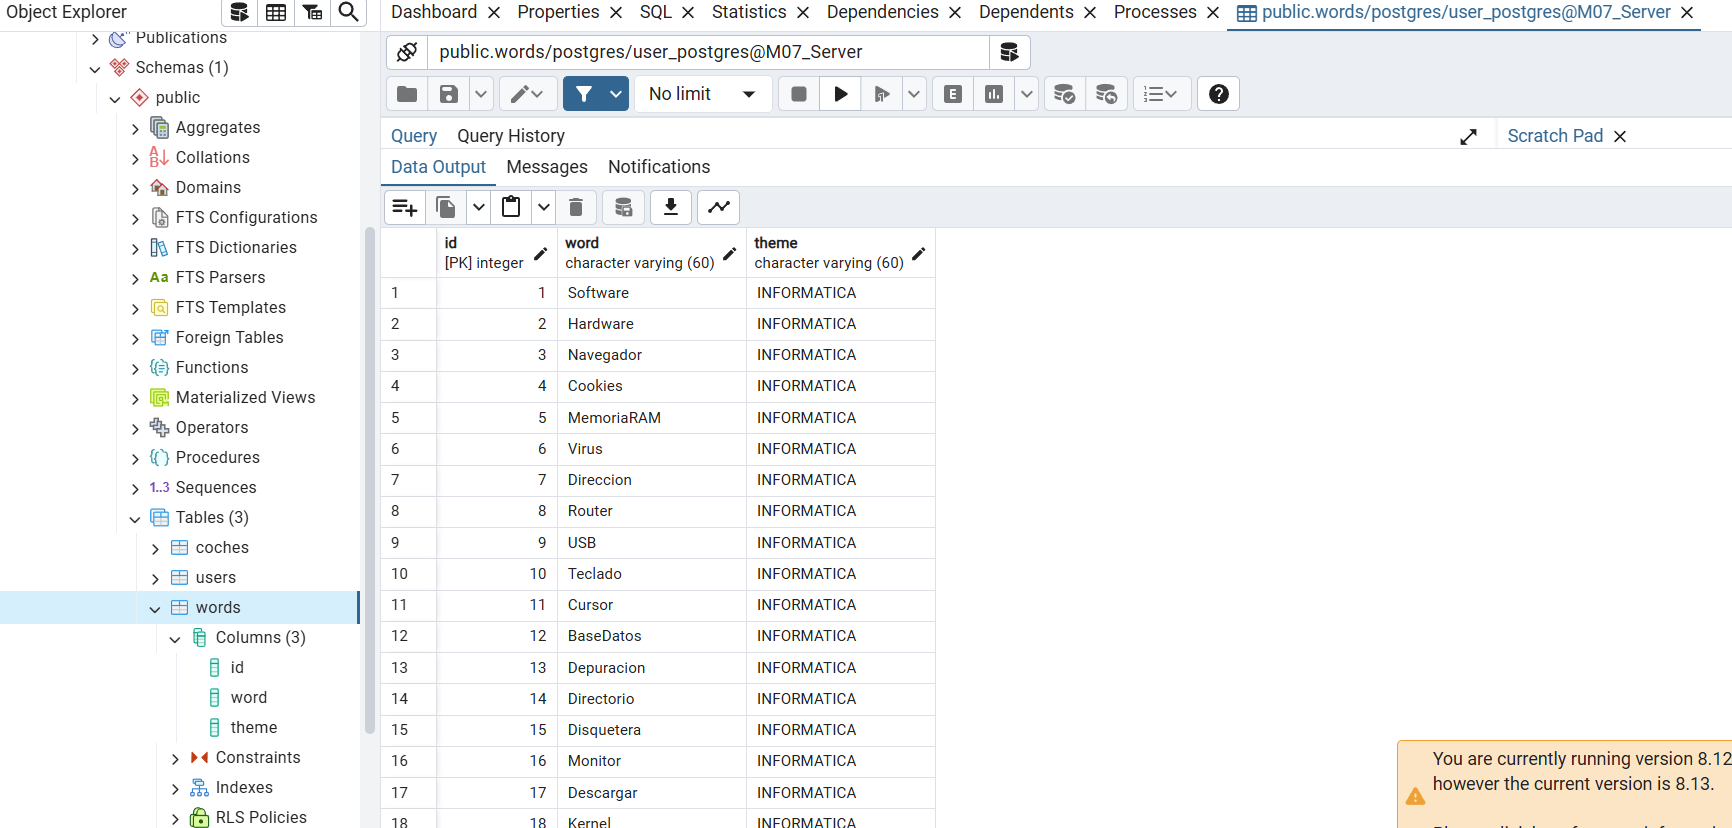 Object Explorer
Publications
Schemas (1)
public
Aggregates
Collations
Domains
FTS Configurations
FTS Dictionaries
Aa FTS Parsers
FTS Templates
Foreign Tables
Functions
Materialized Views
Operators
Procedures
1..3 Sequences
Tables (3)
coches
users
words
Columns (3)
id
word
theme
Constraints
Indexes
RLS Policies
Dashboard Properties SQL Statistics Dependencies Dependents Processes public.words/postgres/user_postgres@M07_Server
public.words/postgres/user_postgres@M07_Server
No limit
E
Query Query History Scratch Pad
Data Output Messages Notifications
id word theme
[PK] integer character varying (60) character varying (60)
1 1 Software INFORMATICA
2 2 Hardware INFORMATICA
3 3 Navegador INFORMATICA
4 4 Cookies INFORMATICA
5 5 MemoriaRAM INFORMATICA
6 6 Virus INFORMATICA
7 7 Direccion INFORMATICA
8 8 Router INFORMATICA
9 9 USB INFORMATICA
10 10 Teclado INFORMATICA
11 11 Cursor INFORMATICA
12 12 BaseDatos INFORMATICA
13 13 Depuracion INFORMATICA
14 14 Directorio INFORMATICA
15 15 Disquetera INFORMATICA
16 16 Monitor INFORMATICA
17 17 Descargar INFORMATICA
18 18 Kernel INFORMATICA
You are currently running version 8.12
however the current version is 8.13.